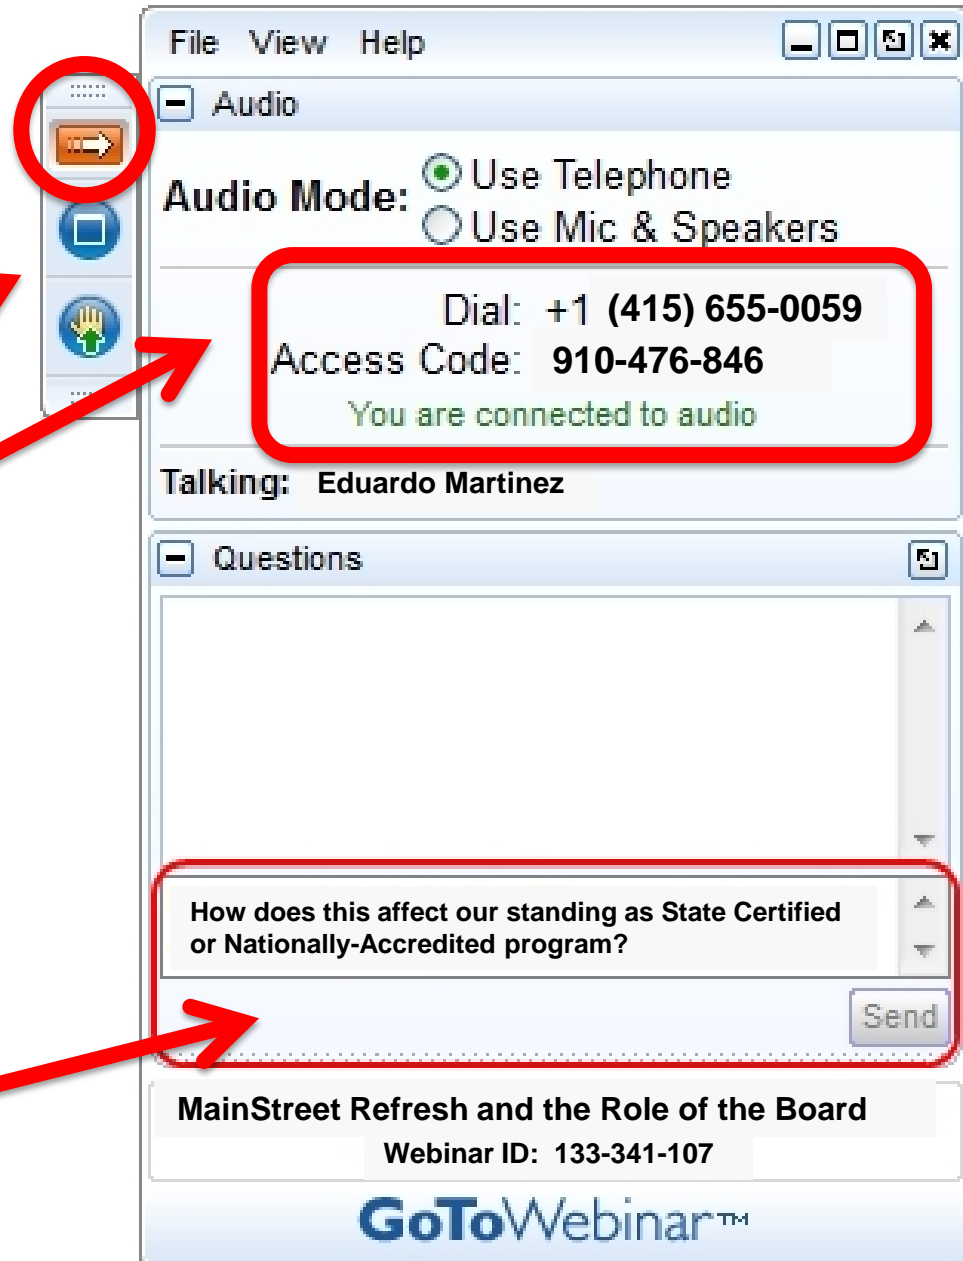 File View Help
Audio
Audio Mode:
Use Telephone
Use Mic & Speakers
Dial: +1 (415) 655-0059
Access Code: 910-476-846
You are connected to audio
Talking: Eduardo Martinez
Questions
How does this affect our standing as State Certified
or Nationally-Accredited program?
Send
MainStreet Refresh and the Role of the Board
Webinar ID: 133-341-107
GoToWebinar™